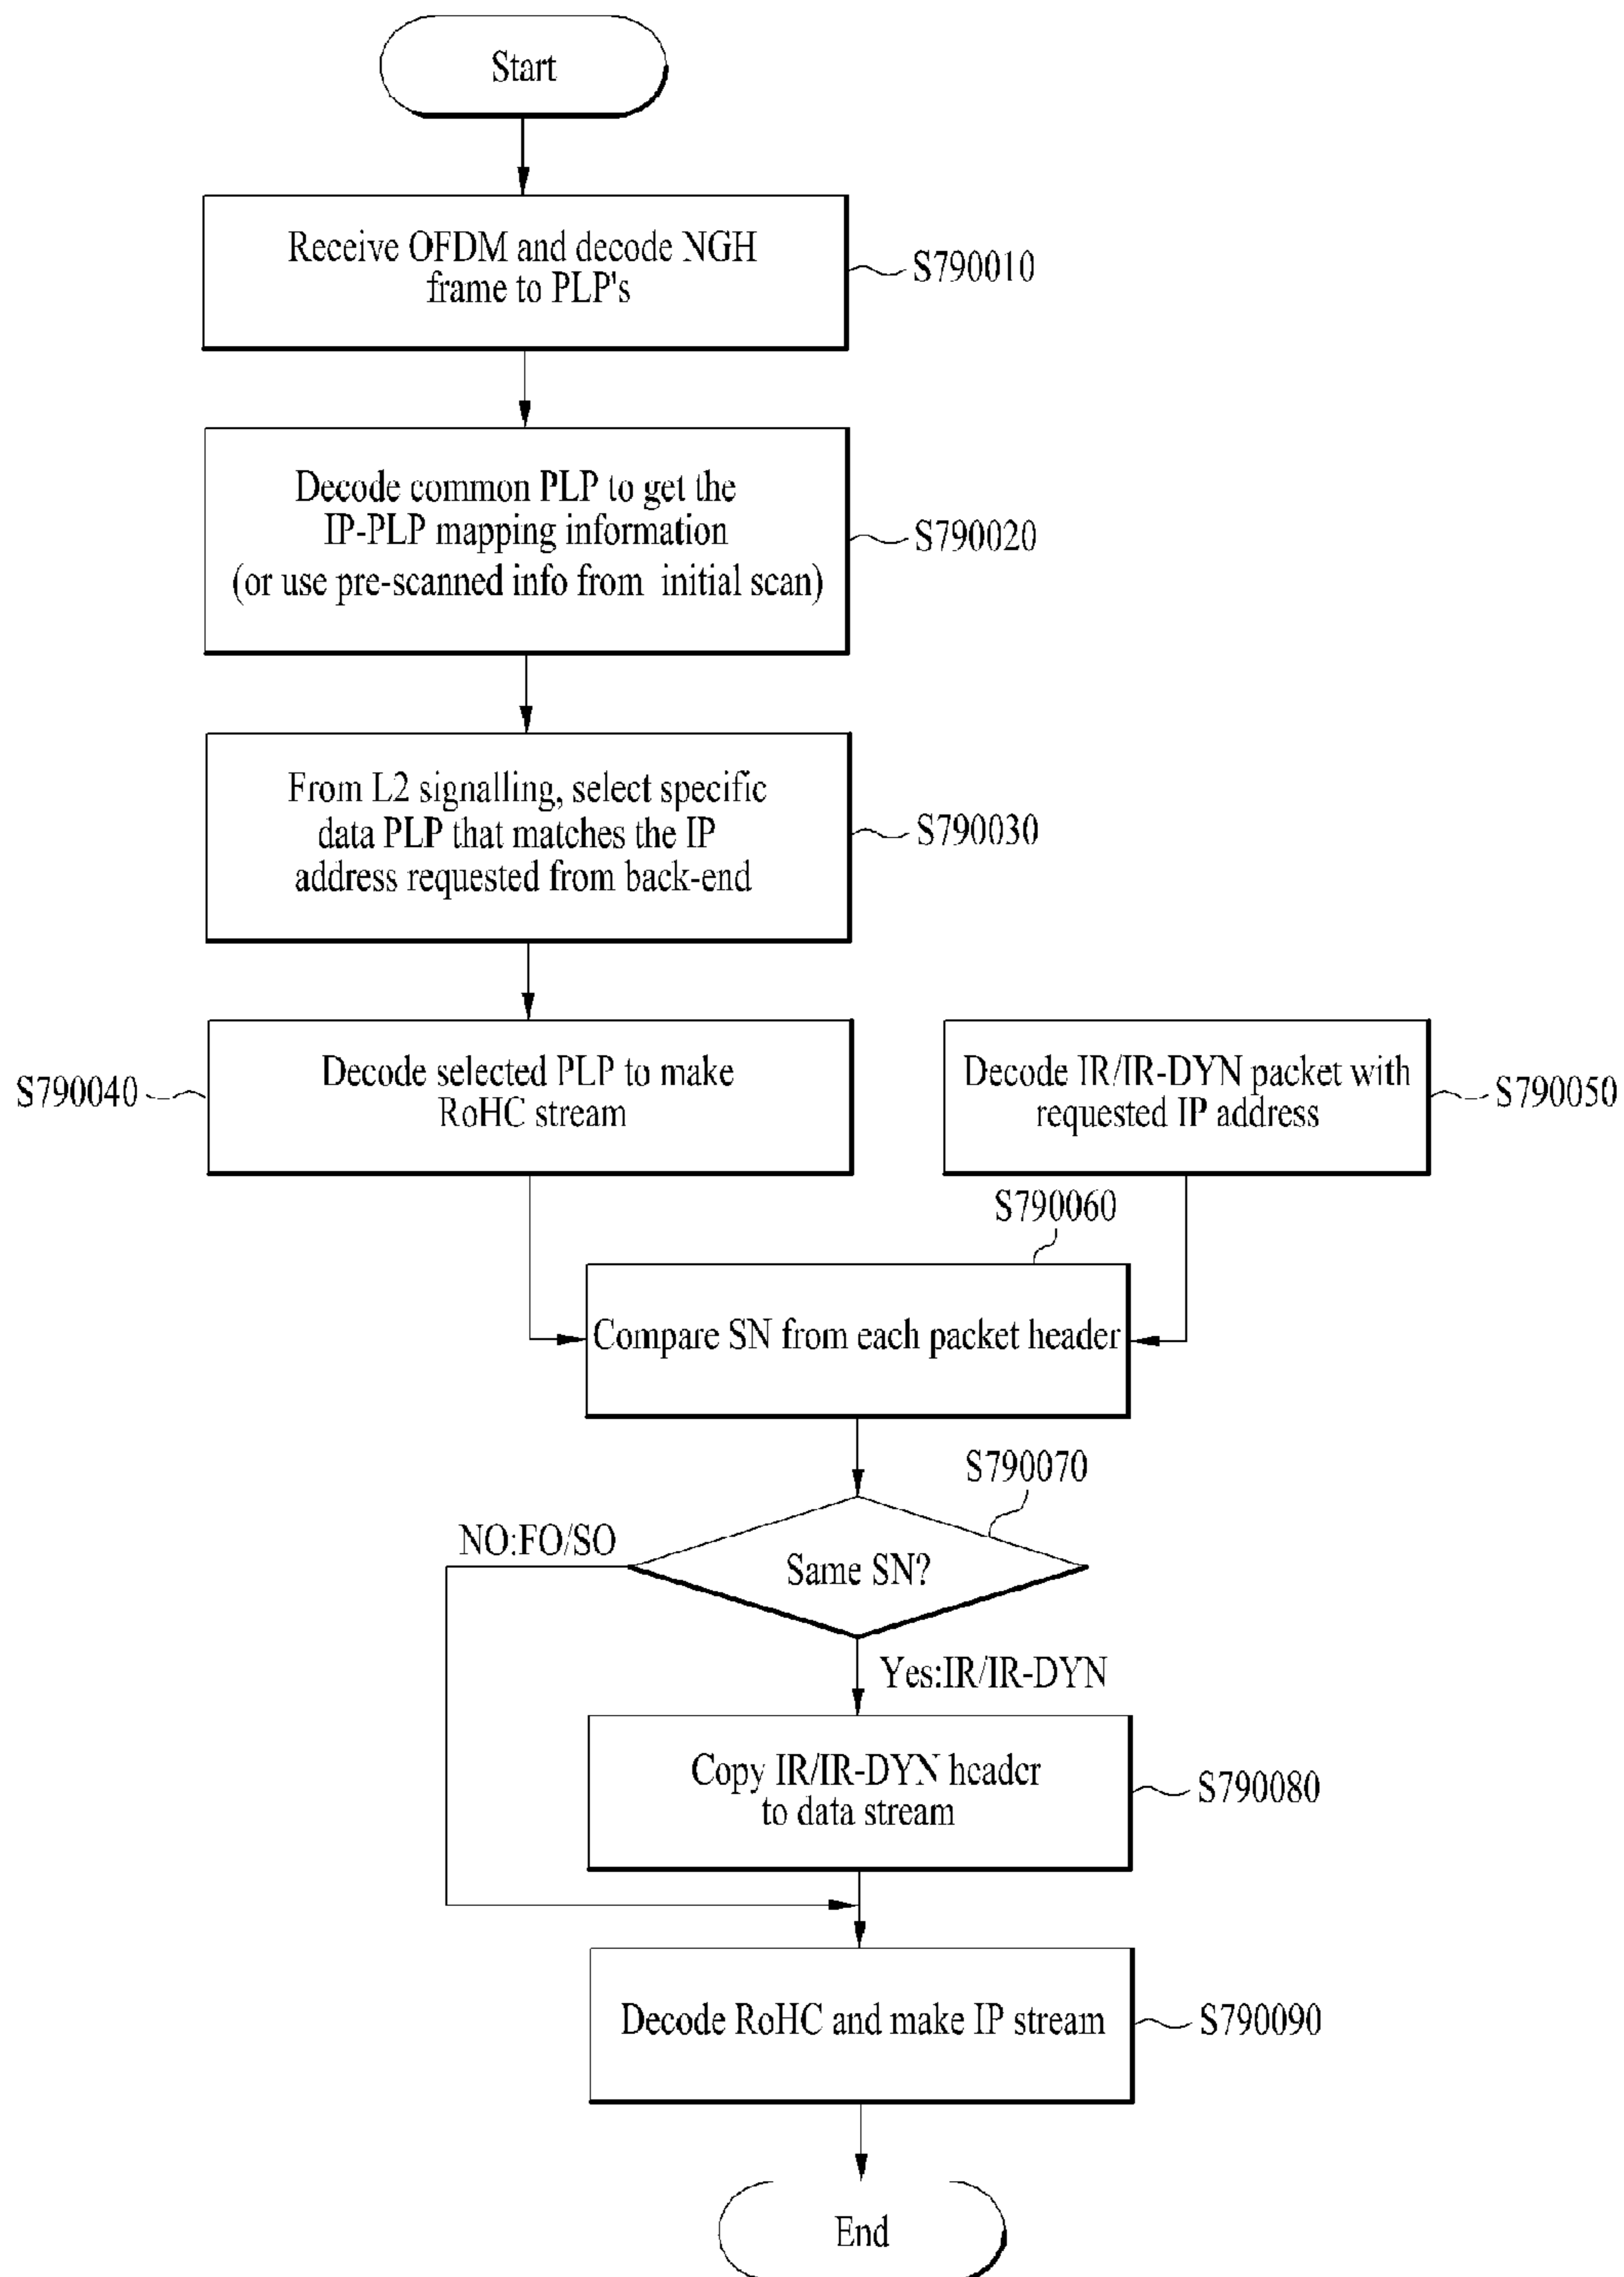 Start
Receive OFDM and decode NGH
frame to PLP's
S790010
Decode common PLP to get the
IP-PLP mapping information
(or use pre-scanned info from initial scan)
S790020
From L2 signalling, select specific
data PLP that matches the IP
address requested from back-end
S790030
S790040
Decode selected PLP to make
RoHC stream
Decode IR/IR-DYN packet with
requested IP address
S790050
S790060
Compare SN from each packet header
S790070
NO:FO/SO
Same SN?
Yes:IR/IR-DYN
Copy IR/IR-DYN header
to data stream
S790080
Decode RoHC and make IP stream
S790090
End